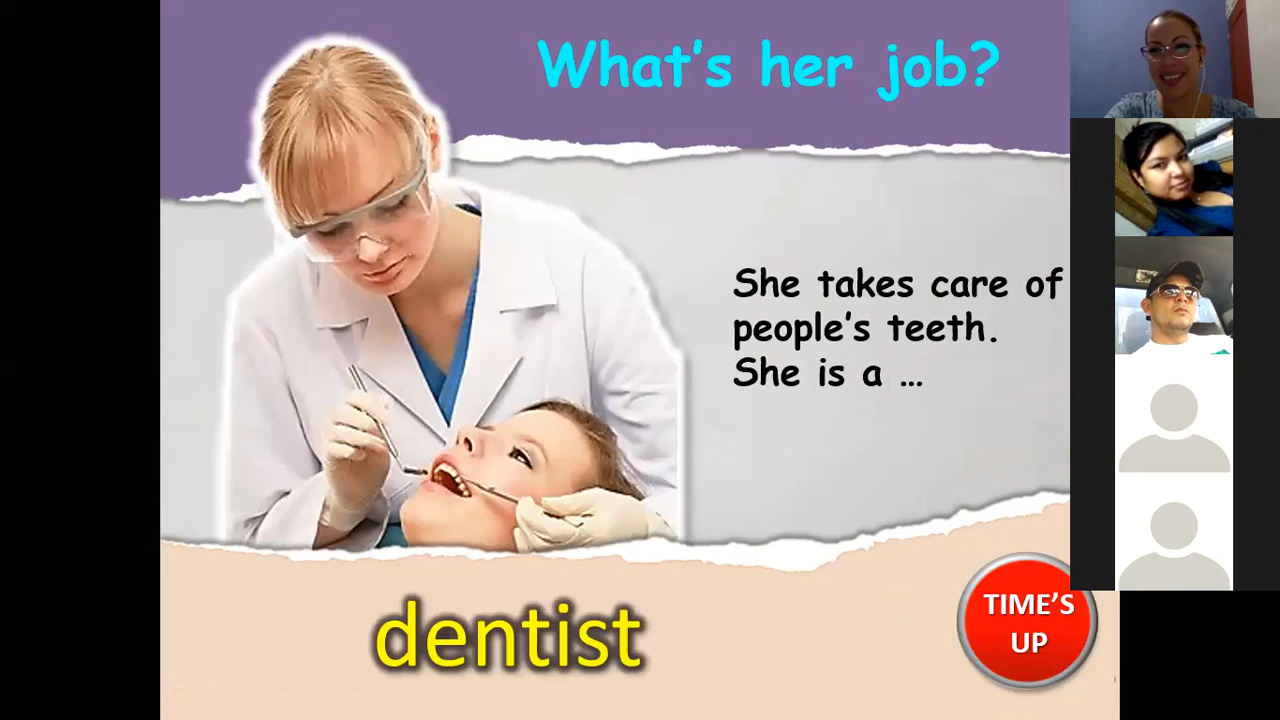 What's her job?
She takes care of
people's teeth.
She is a ...
dentist
TIME'S
UP